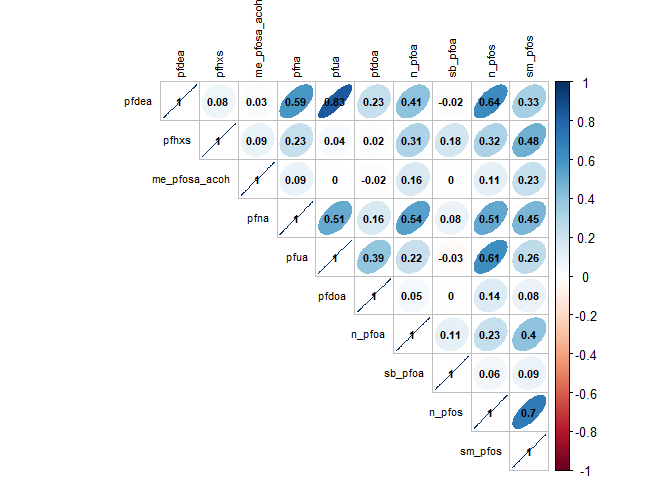 pfdea pfhxs me_pfosa_acoh pfna pfua pfdoa n_pfoa sb_pfoa n_pfos sm_pfos
pfdea 1 0.08 0.03 0.59 0.83 0.23 0.41 -0.02 0.64 0.33
pfhxs 1 0.09 0.23 0.04 0.02 0.31 0.18 0.32 0.48
me_pfosa_acoh 1 0.09 0 -0.02 0.16 0 0.11 0.23
pfna 1 0.51 0.16 0.54 0.08 0.51 0.45
pfua 1 0.39 0.22 -0.03 0.61 0.26
pfdoa 1 0.05 0 0.14 0.08
n_pfoa 1 0.11 0.23 0.4
sb_pfoa 1 0.06 0.09
n_pfos 1 0.7
sm_pfos 1
1
0.8
0.6
0.4
0.2
0
-0.2
-0.4
-0.6
-0.8
-1